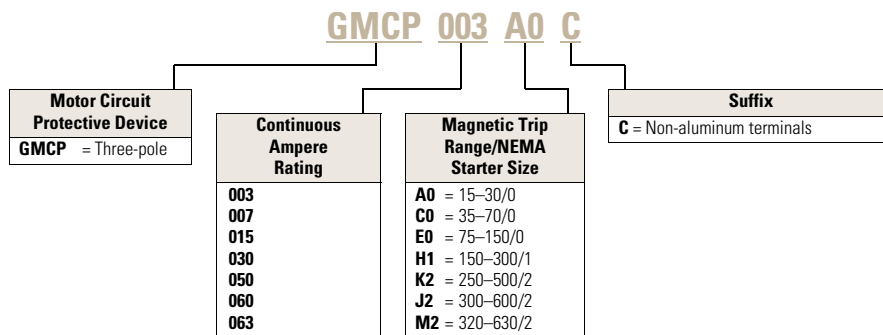 GMCP 003 A0 C
Motor Circuit
Protective Device
GMCP = Three-pole
Continuous
Ampere
Rating
003
007
015
030
050
060
063
Magnetic Trip
Range/NEMA
Starter Size
A0 = 15–30/0
C0 = 35–70/0
E0 = 75–150/0
H1 = 150–300/1
K2 = 250–500/2
J2 = 300–600/2
M2 = 320–630/2
Suffix
C = Non-aluminum terminals